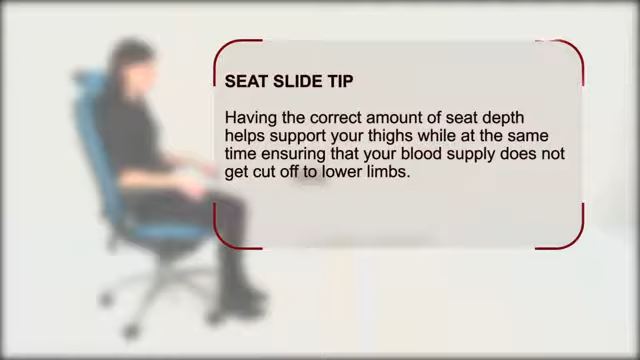 SEAT SLIDE TIP
Having the correct amount of seat depth
helps support your thighs while at the same
time ensuring that your blood supply does not
get cut off to lower limbs.